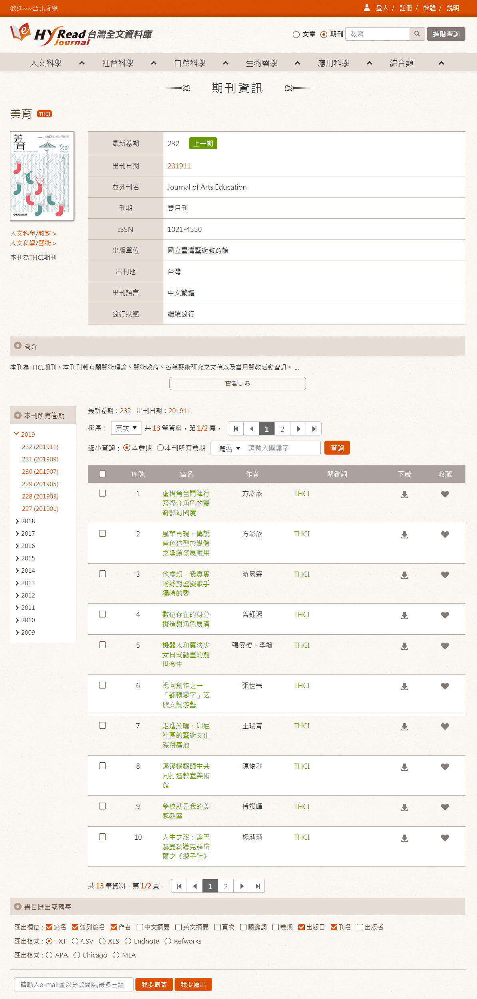 歡迎~~台北凌網
登入 / 註冊 / 軟體 / 說明
HyRead 台灣全文資料庫
Journal
文章 期刊 教育 進階查詢
人文科學 社會科學 自然科學 生物醫學 應用科學 綜合類
期刊資訊
美育 THCI
美育
232
最新卷期 232 上一期
出刊日期 201911
並列刊名 Journal of Arts Education
刊期 雙月刊
ISSN 1021-4550
出版單位 國立臺灣藝術教育館
出刊地 台灣
出刊語言 中文繁體
發行狀態 繼續發行
人文科學/教育 >
人文科學/藝術 >
本刊為THCI期刊
簡介
本刊為THCI期刊。本刊刊載有關藝術理論、藝術教育、各種藝術研究之文稿以及當月藝教活動資訊。 ...
查看更多
本刊所有卷期
2019
232 (201911)
231 (201909)
230 (201907)
229 (201905)
228 (201903)
227 (201901)
2018
2017
2016
2015
2014
2013
2012
2011
2010
2009
最新卷期：232 出刊日期：201911
排序： 頁次 ▼ 共 13 筆資料，第 1/2 頁， 1 2
縮小查詢： 本卷期 本刊所有卷期 篇名 ▼ 請輸入關鍵字 查詢
序號 篇名 作者 關鍵詞 下載 收藏
1 虛構角色鬥陣行 方彩欣 THCI
跨媒介角色的驚
奇夢幻國度
2 風華再現：傳說 方彩欣 THCI
角色造型於媒體
之延續發展應用
3 他虛幻，我真實 游易霖 THCI
粉絲對虛擬歌手
獨特的愛
4 數位存在的身分 曾鈺涓 THCI
擬造與角色展演
5 機器人和魔法少 張晏榕、李毓 THCI
女日式動畫的前
世今生
6 視向創作之一 張世宗 THCI
「翻轉變字」玄
機文詞游藝
7 走進桑嘎：印尼 王瑞青 THCI
社區的藝術文化
深耕基地
8 鏗鏗鏘鏘師生共 陳俊利 THCI
同打造教室美術
館
9 學校就是我的美 傅斌暉 THCI
感教室
10 人生之旅：論巴 楊莉莉 THCI
赫曼執導克羅岱
爾之《緞子鞋》
共 13 筆資料，第 1/2 頁， 1 2
書目匯出或轉寄
匯出欄位： 篇名 並列篇名 作者 中文摘要 英文摘要 頁次 關鍵詞 卷期 出版日 刊名 出版者
匯出格式： TXT CSV XLS Endnote Refworks
匯出格式： APA Chicago MLA
請輸入e-mail並以分號間隔,最多三組 我要轉寄 我要匯出